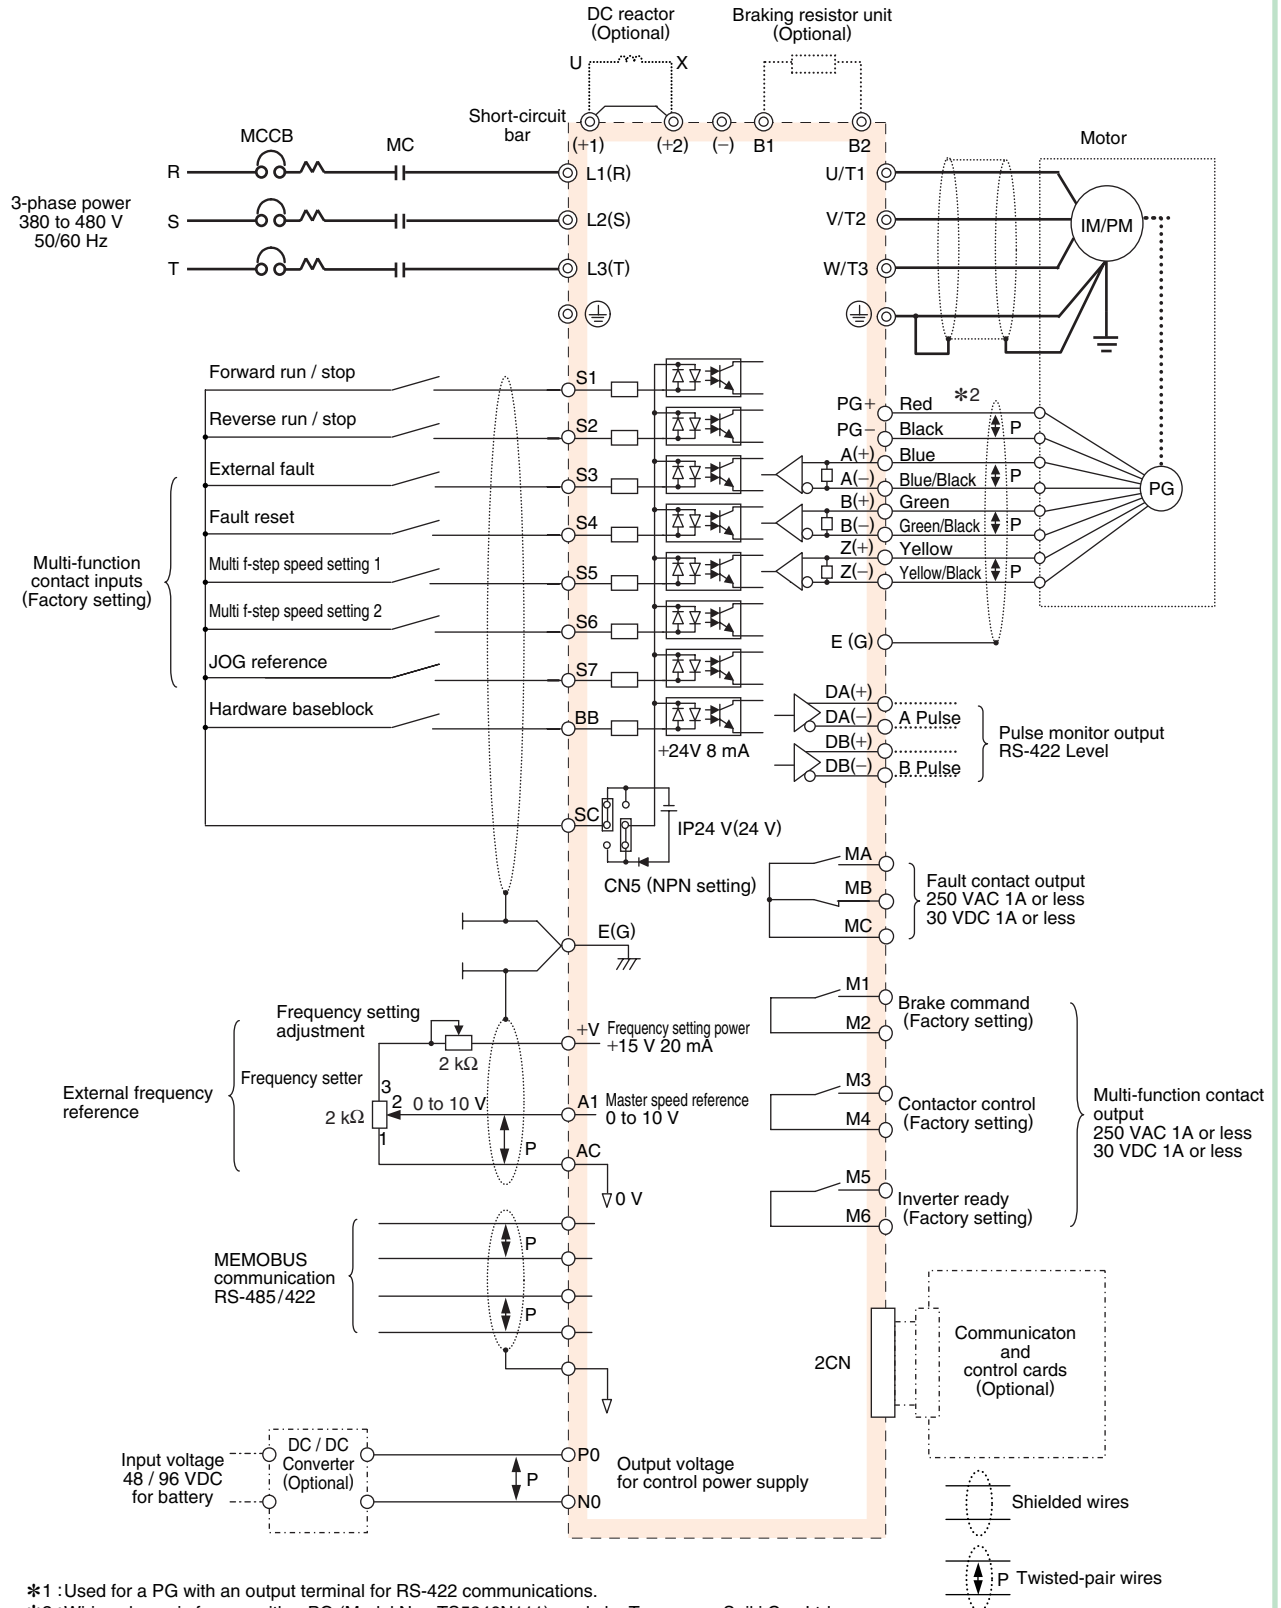 DC reactor
(Optional)
Braking resistor unit
(Optional)
U
X
Short-circuit
bar
(+1)
(+2)
(−)
B1
B2
MCCB
MC
Motor
3-phase power
380 to 480 V
50/60 Hz
R
S
T
L1(R)
L2(S)
L3(T)
U/T1
V/T2
W/T3
IM/PM
Forward run / stop
S1
Reverse run / stop
S2
External fault
S3
Fault reset
S4
Multi f-step speed setting 1
S5
Multi f-step speed setting 2
S6
JOG reference
S7
Hardware baseblock
BB
Multi-function
contact inputs
(Factory setting)
+24V 8 mA
SC
IP24 V(24 V)
CN5 (NPN setting)
E(G)
PG+ Red
✻2
PG− Black
P
A(+) Blue
A(−) Blue/Black
P
B(+) Green
B(−) Green/Black
P
Z(+) Yellow
Z(−) Yellow/Black
P
PG
E (G)
DA(+)
DA(−) A Pulse
DB(+)
DB(−) B Pulse
Pulse monitor output
RS-422 Level
MA
MB
MC
Fault contact output
250 VAC 1A or less
30 VDC 1A or less
M1
M2
Brake command
(Factory setting)
M3
M4
Contactor control
(Factory setting)
M5
M6
Inverter ready
(Factory setting)
Multi-function contact
output
250 VAC 1A or less
30 VDC 1A or less
External frequency
reference
Frequency setting
adjustment
2 kΩ
Frequency setter
3
2
1
2 kΩ
0 to 10 V
P
+V Frequency setting power
+15 V 20 mA
A1 Master speed reference
0 to 10 V
AC
0 V
MEMOBUS
communication
RS-485/422
P
P
2CN
Communicaton
and
control cards
(Optional)
Input voltage
48 / 96 VDC
for battery
DC / DC
Converter
(Optional)
P
P0
N0
Output voltage
for control power supply
Shielded wires
P Twisted-pair wires
✻1 : Used for a PG with an output terminal for RS-422 communications.